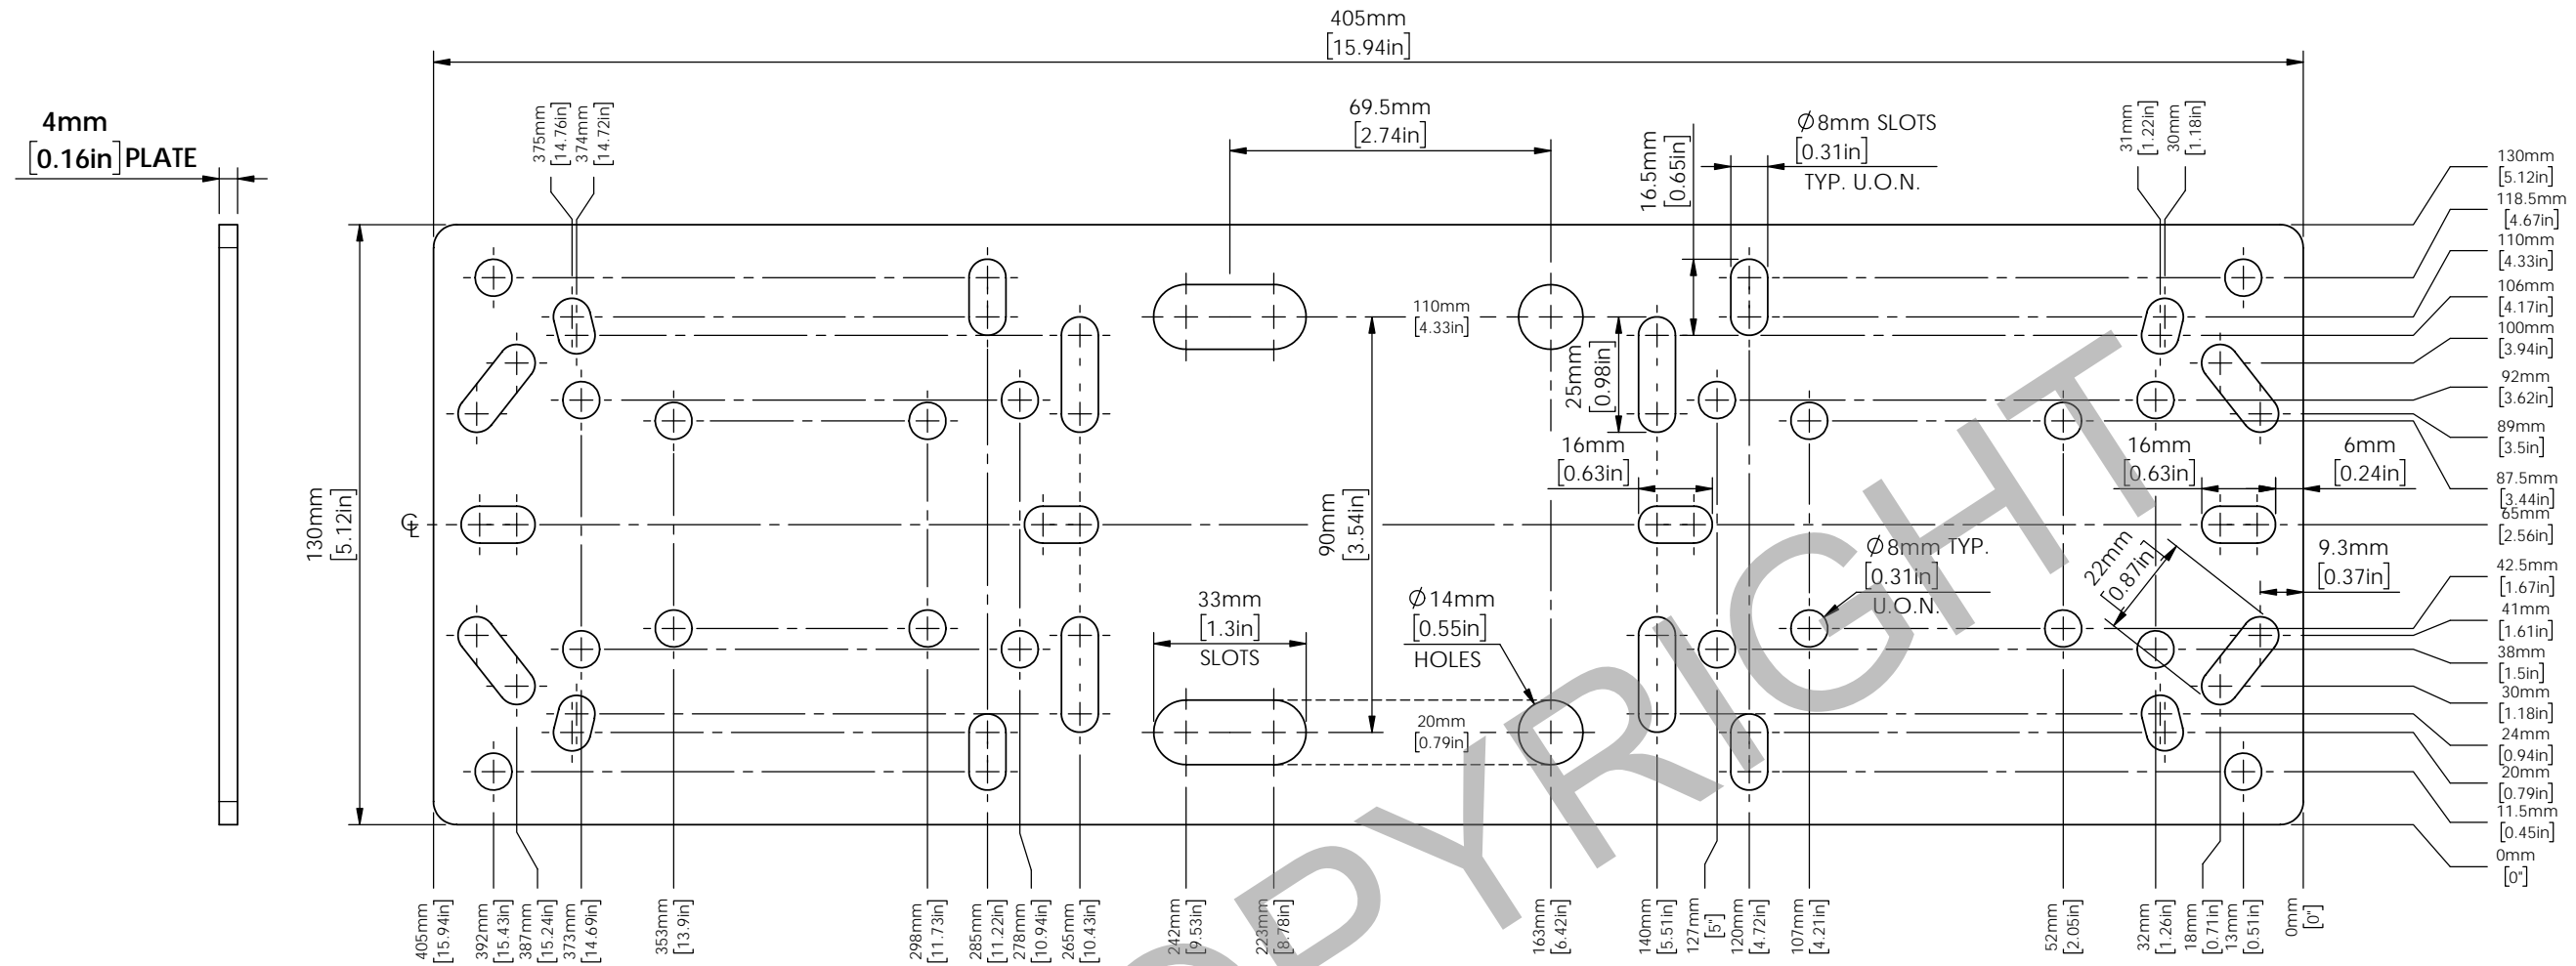 405mm
[15.94in]
4mm
[0.16in] PLATE
375mm
[14.76in]
374mm
[14.72in]
69.5mm
[2.74in]
16.5mm
[0.65in]
Ø8mm SLOTS
[0.31in]
TYP. U.O.N.
31mm
[1.22in]
30mm
[1.18in]
130mm
[5.12in]
118.5mm
[4.67in]
110mm
[4.33in]
106mm
[4.17in]
100mm
[3.94in]
92mm
[3.62in]
89mm
[3.5in]
87.5mm
[3.44in]
65mm
[2.56in]
42.5mm
[1.67in]
41mm
[1.61in]
38mm
[1.5in]
30mm
[1.18in]
24mm
[0.94in]
20mm
[0.79in]
11.5mm
[0.45in]
0mm
[0"]
110mm
[4.33in]
25mm
[0.98in]
16mm
[0.63in]
16mm
[0.63in]
6mm
[0.24in]
130mm
[5.12in]
℄
90mm
[3.54in]
Ø8mm TYP.
[0.31in]
U.O.N.
22mm
[0.87in]
9.3mm
[0.37in]
33mm
[1.3in]
SLOTS
Ø14mm
[0.55in]
HOLES
20mm
[0.79in]
405mm
[15.94in]
392mm
[15.43in]
387mm
[15.24in]
373mm
[14.69in]
353mm
[13.9in]
298mm
[11.73in]
285mm
[11.22in]
278mm
[10.94in]
265mm
[10.43in]
242mm
[9.53in]
223mm
[8.78in]
163mm
[6.42in]
140mm
[5.51in]
127mm
[5"]
120mm
[4.72in]
107mm
[4.21in]
52mm
[2.05in]
32mm
[1.26in]
18mm
[0.71in]
13mm
[0.51in]
0mm
[0"]
OPYRIGHT